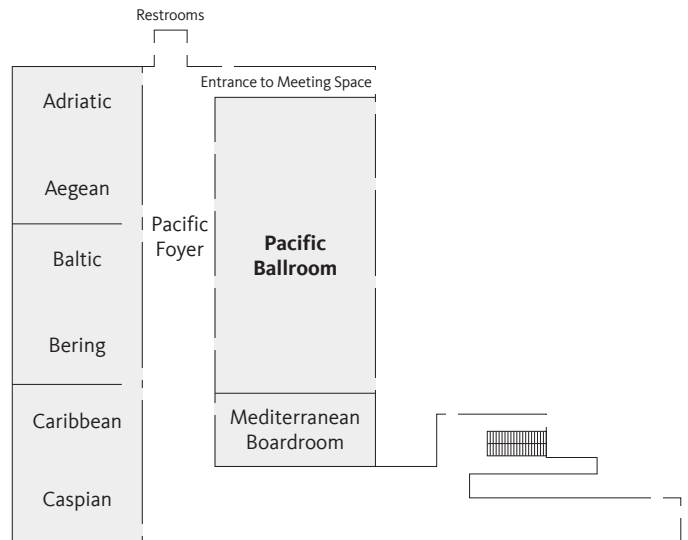 Restrooms
Entrance to Meeting Space
Adriatic
Aegean
Pacific
Foyer
Pacific
Ballroom
Baltic
Bering
Caribbean
Mediterranean
Boardroom
Caspian